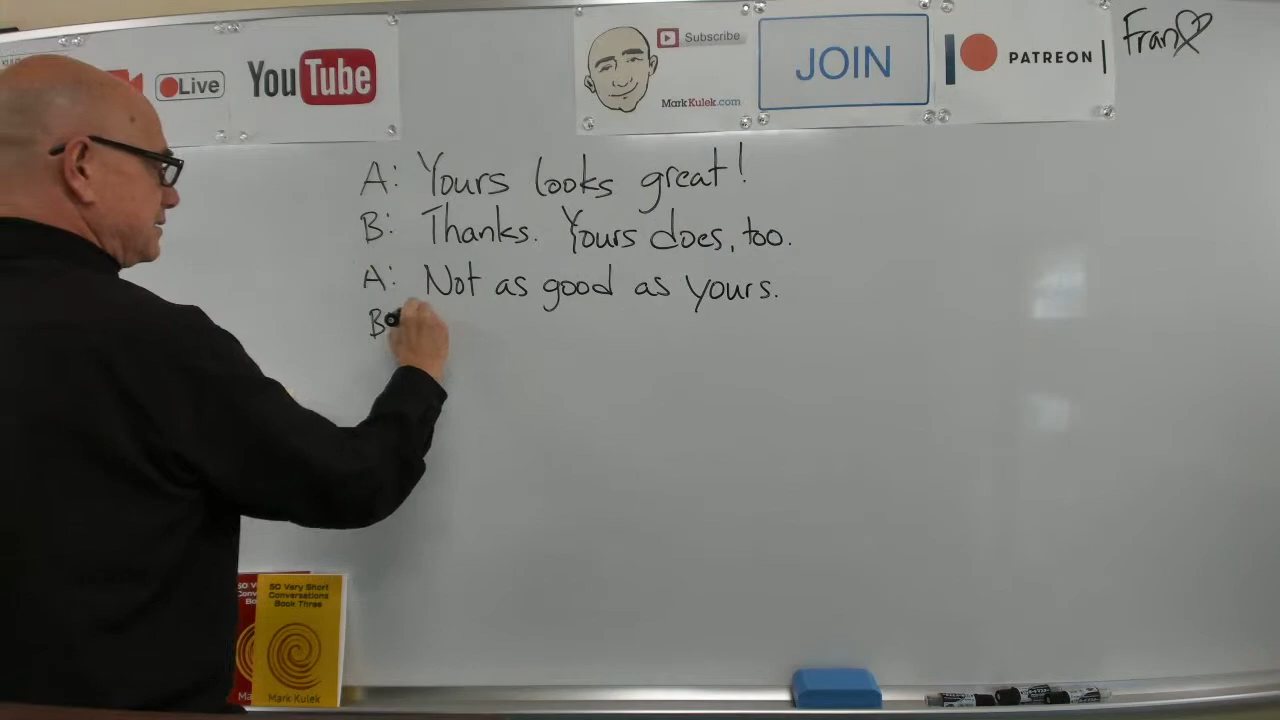 Live
YouTube
Subscribe
MarkKulek.com
JOIN
PATREON
Fran
A: Yours looks great!
B: Thanks. Yours does, too.
A: Not as good as yours.
B
50 Very Short
Conversations
Book Three
Mark Kulek